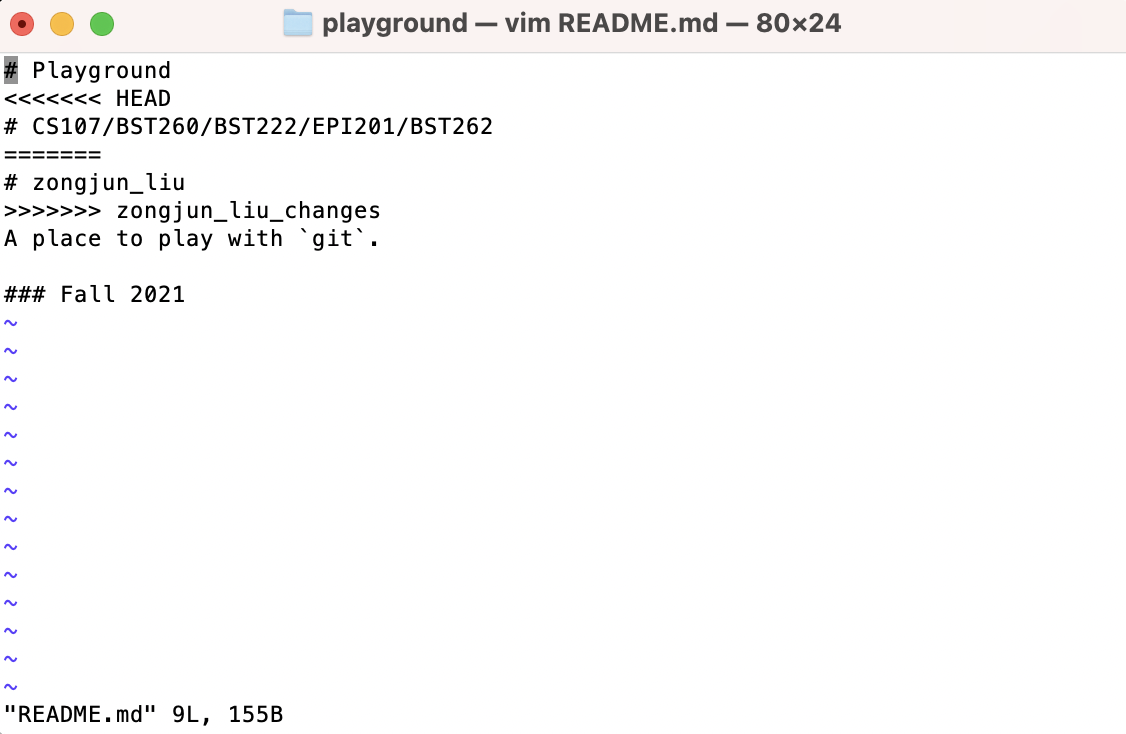 playground — vim README.md — 80×24
# Playground
<<<<<<< HEAD
# CS107/BST260/BST222/EPI201/BST262
=======
# zongjun_liu
>>>>>>> zongjun_liu_changes
A place to play with `git`.
### Fall 2021
~
~
~
~
~
~
~
~
~
~
~
~
~
~
"README.md" 9L, 155B